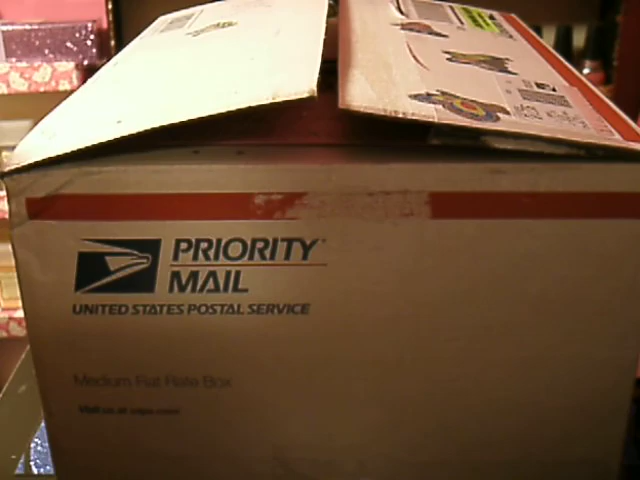 PRIORITY®
MAIL
UNITED STATES POSTAL SERVICE
Medium Flat Rate Box
Visit us at usps.com